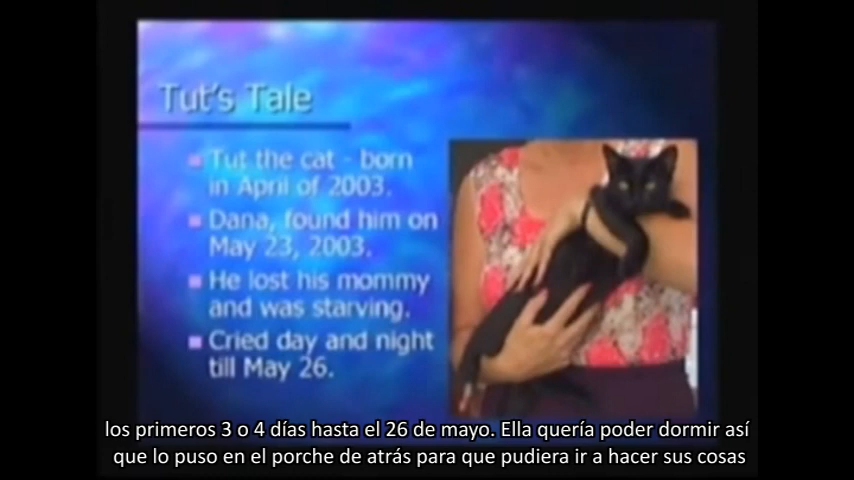 Tut's Tale
Tut the cat - born
in April of 2003.
Dana, found him on
May 23, 2003.
He lost his mommy
and was starving.
Cried day and night
till May 26.
los primeros 3 o 4 días hasta el 26 de mayo. Ella quería poder dormir así
que lo puso en el porche de atrás para que pudiera ir a hacer sus cosas